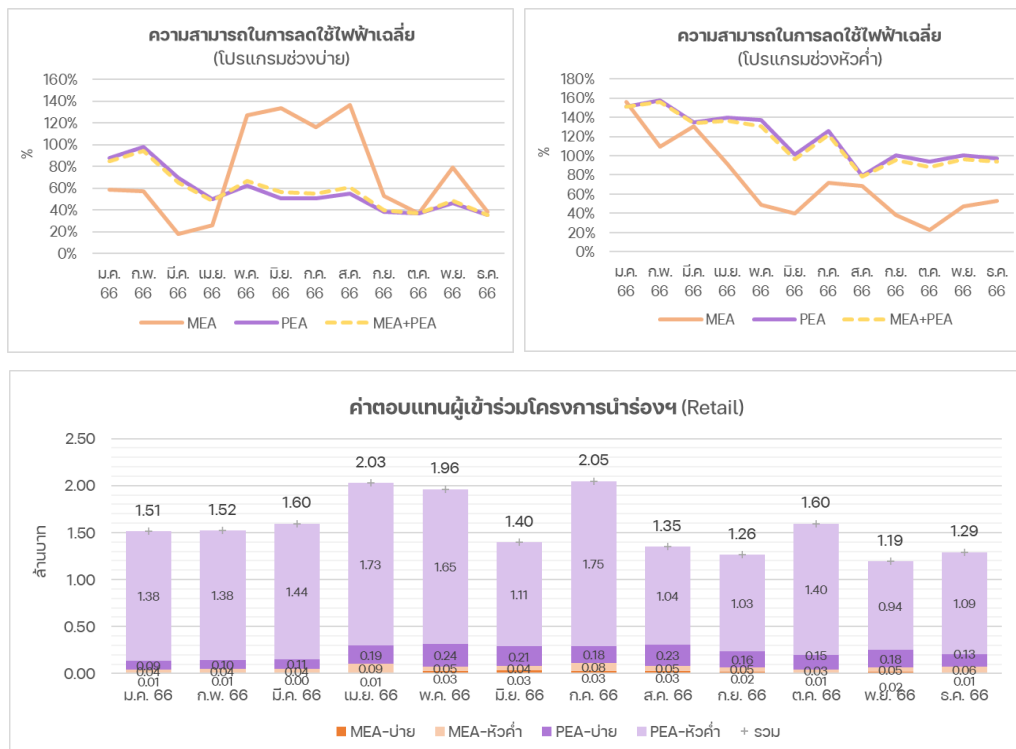 ความสามารถในการลดใช้ไฟฟ้าเฉลี่ย
(โปรแกรมช่วงบ่าย)
160%
140%
120%
100%
80%
60%
40%
20%
0%
%
ม.ค. ก.พ. มี.ค. เม.ย. พ.ค. มิ.ย. ก.ค. ส.ค. ก.ย. ต.ค. พ.ย. ธ.ค.
66 66 66 66 66 66 66 66 66 66 66 66
MEA PEA MEA+PEA
ความสามารถในการลดใช้ไฟฟ้าเฉลี่ย
(โปรแกรมช่วงหัวค่ำ)
180%
160%
140%
120%
100%
80%
60%
40%
20%
0%
%
ม.ค. ก.พ. มี.ค. เม.ย. พ.ค. มิ.ย. ก.ค. ส.ค. ก.ย. ต.ค. พ.ย. ธ.ค.
66 66 66 66 66 66 66 66 66 66 66 66
MEA PEA MEA+PEA
ค่าตอบแทนผู้เข้าร่วมโครงการนำร่องฯ (Retail)
2.50
2.00
1.50
1.00
0.50
0.00
ล้านบาท
1.51 1.52 1.60 2.03 1.96 1.40 2.05 1.35 1.26 1.60 1.19 1.29
1.38 1.38 1.44 1.73 1.65 1.11 1.75 1.04 1.03 1.40 0.94 1.09
0.09 0.10 0.11 0.19 0.24 0.21 0.18 0.23 0.16 0.15 0.18 0.13
0.04 0.04 0.04 0.09 0.05 0.04 0.08 0.05 0.05 0.03 0.05 0.06
0.01 0.01 0.00 0.01 0.03 0.03 0.03 0.03 0.02 0.01 0.02 0.01
ม.ค. 66 ก.พ. 66 มี.ค. 66 เม.ย. 66 พ.ค. 66 มิ.ย. 66 ก.ค. 66 ส.ค. 66 ก.ย. 66 ต.ค. 66 พ.ย. 66 ธ.ค. 66
MEA-บ่าย MEA-หัวค่ำ PEA-บ่าย PEA-หัวค่ำ รวม